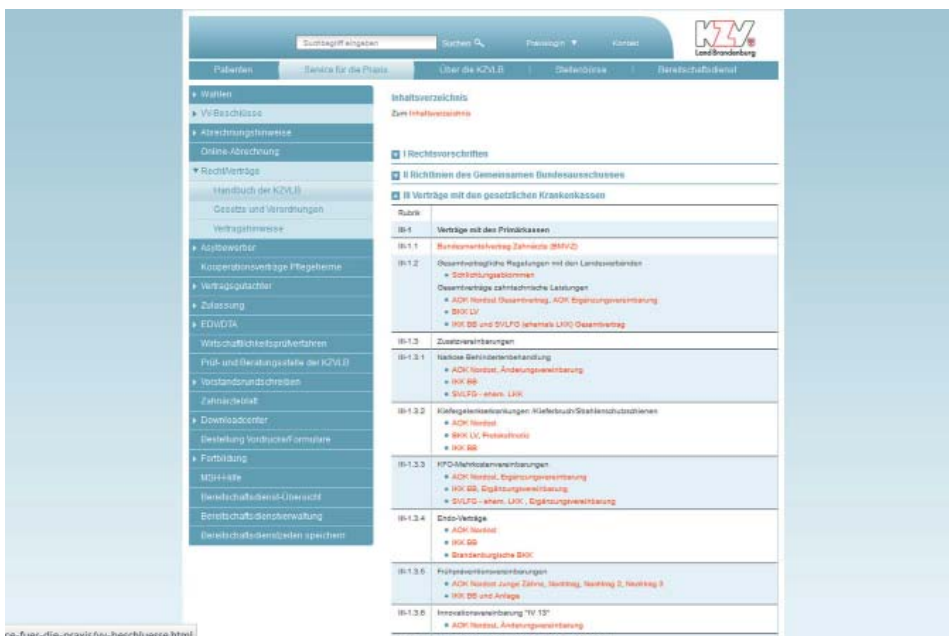 Suchbegriff eingeben
Suchen
Praxislogin
Kontakt
KZV
Land Brandenburg
Patienten
Service für die Praxis
Über die KZVLB
Stellenbörse
Bereitschaftsdienst
Wahlen
VV-Beschlüsse
Abrechnungshinweise
Online-Abrechnung
Recht/Verträge
Handbuch der KZVLB
Gesetze und Verordnungen
Vertragshinweise
Asylbewerber
Kooperationsverträge Pflegeheime
Vertragsgutachter
Zulassung
EDV/DTA
Wirtschaftlichkeitsprüfverfahren
Prüf- und Beratungsstelle der KZVLB
Vorstandsrundschreiben
Zahnärzteblatt
Downloadcenter
Bestellung Vordrucke/Formulare
Fortbildung
MSH-Hilfe
Bereitschaftsdienst-Übersicht
Bereitschaftsdienstverwaltung
Bereitschaftsdienstzeiten speichern
Inhaltsverzeichnis
Zum Inhaltsverzeichnis
I Rechtsvorschriften
II Richtlinien des Gemeinsamen Bundesausschusses
III Verträge mit den gesetzlichen Krankenkassen
Rubrik
III-1 Verträge mit den Primärkassen
III-1.1 Bundesmantelvertrag Zahnärzte (BMV-Z)
III-1.2 Gesamtvertragliche Regelungen mit den Landesverbänden
Schlichtungsabkommen
Gesamtverträge zahntechnische Leistungen
AOK Nordost Gesamtvertrag, AOK Ergänzungsvereinbarung
BKK LV
IKK BB und SVLFG (ehemals LKK) Gesamtvertrag
III-1.3 Zusatzvereinbarungen
III-1.3.1 Narkose Behindertenbehandlung
AOK Nordost, Änderungsvereinbarung
IKK BB
SVLFG - ehem. LKK
III-1.3.2 Kiefergelenkserkrankungen /Kieferbruch/Strahlenschutzschienen
AOK Nordost
BKK LV, Protokollnotiz
IKK BB
III-1.3.3 KFO-Mehrkostenvereinbarungen
AOK Nordost, Ergänzungsvereinbarung
IKK BB, Ergänzungsvereinbarung
SVLFG - ehem. LKK , Ergänzungsvereinbarung
III-1.3.4 Endo-Verträge
AOK Nordost
IKK BB
Brandenburgische BKK
III-1.3.5 Frühpräventionsvereinbarungen
AOK Nordost Junge Zähne, Nachtrag, Nachtrag 2, Nachtrag 3
IKK BB und Anlage
III-1.3.6 Innovationsvereinbarung "IV 13"
AOK Nordost, Änderungsvereinbarung
ce-fuer-die-praxis/vv-beschluesse.html